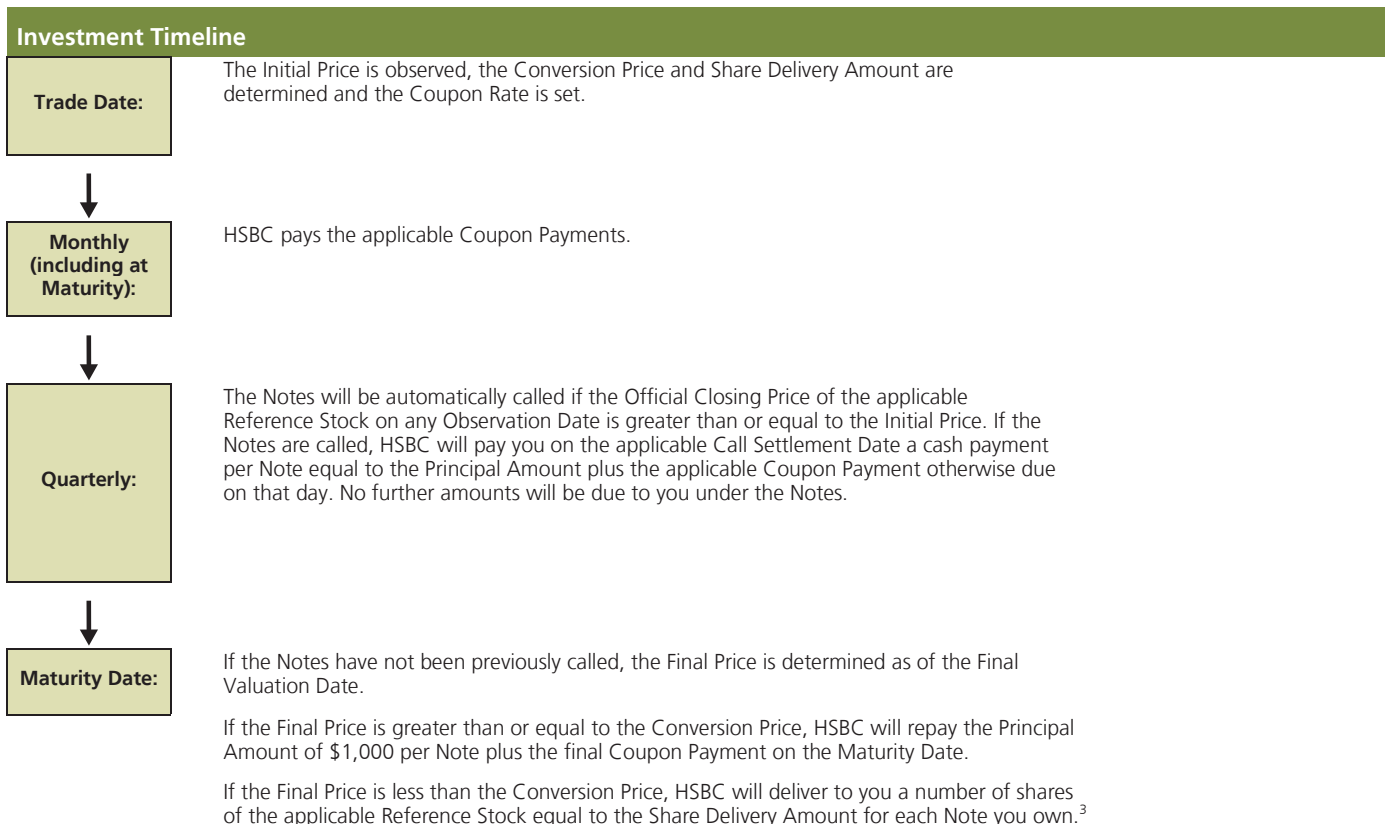 Investment Timeline
Trade Date:
The Initial Price is observed, the Conversion Price and Share Delivery Amount are
determined and the Coupon Rate is set.
Monthly
(including at
Maturity):
HSBC pays the applicable Coupon Payments.
Quarterly:
The Notes will be automatically called if the Official Closing Price of the applicable
Reference Stock on any Observation Date is greater than or equal to the Initial Price. If the
Notes are called, HSBC will pay you on the applicable Call Settlement Date a cash payment
per Note equal to the Principal Amount plus the applicable Coupon Payment otherwise due
on that day. No further amounts will be due to you under the Notes.
Maturity Date:
If the Notes have not been previously called, the Final Price is determined as of the Final
Valuation Date.
If the Final Price is greater than or equal to the Conversion Price, HSBC will repay the Principal
Amount of $1,000 per Note plus the final Coupon Payment on the Maturity Date.
If the Final Price is less than the Conversion Price, HSBC will deliver to you a number of shares
of the applicable Reference Stock equal to the Share Delivery Amount for each Note you own.³